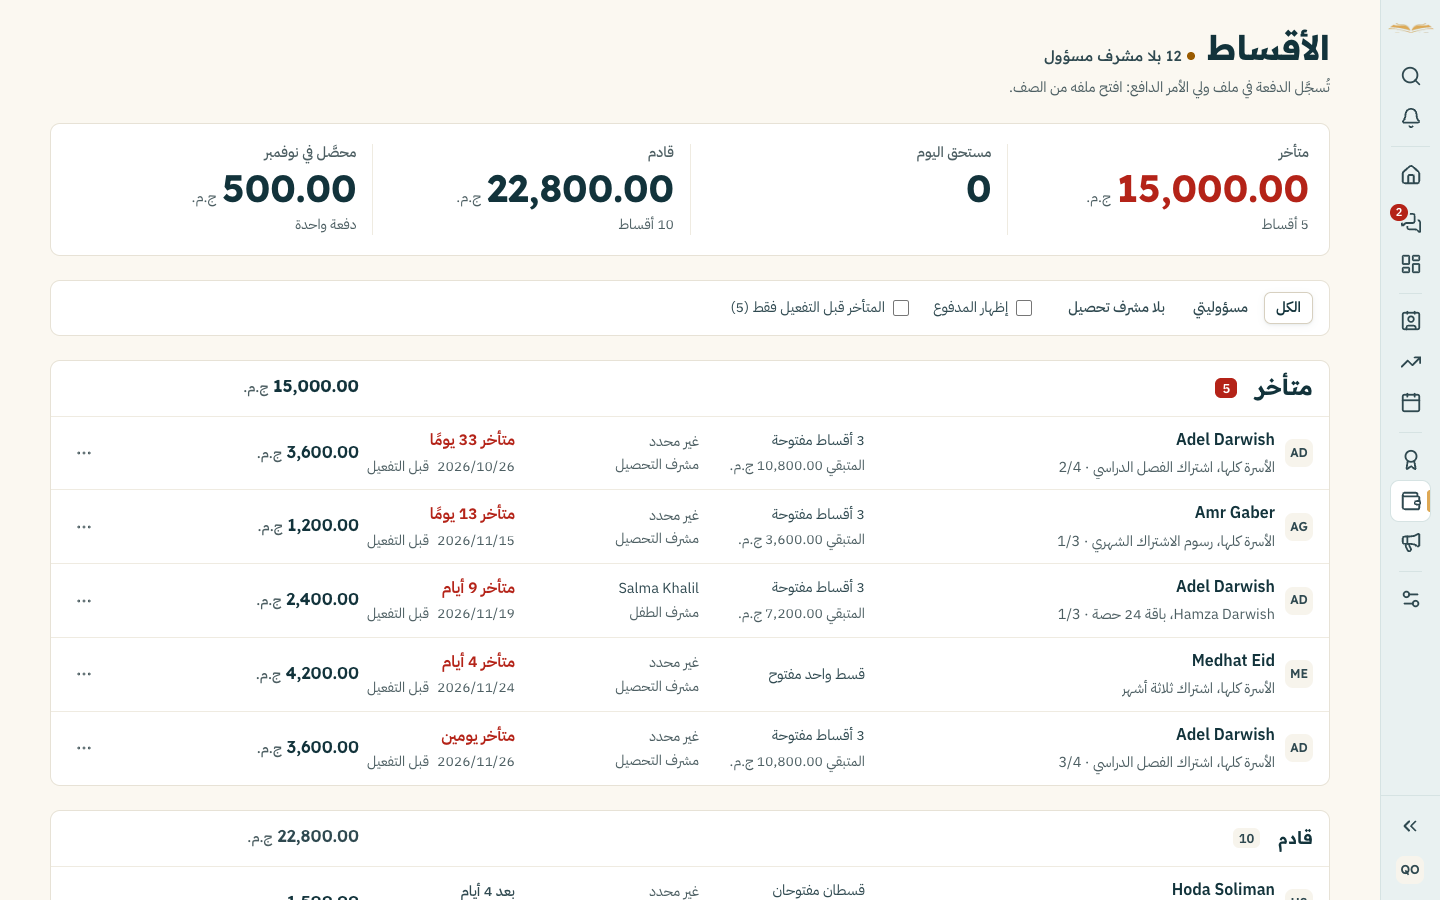 الأقساط
12 بلا مشرف مسؤول
تُسجَّل الدفعة في ملف ولي الأمر الدافع: افتح ملفه من الصف.
متأخر
15,000.00 ج.م.
5 أقساط
مستحق اليوم
0
قادم
22,800.00 ج.م.
10 أقساط
محصَّل في نوفمبر
500.00 ج.م.
دفعة واحدة
الكل
مسؤوليتي
بلا مشرف تحصيل
إظهار المدفوع
المتأخر قبل التفعيل فقط (5)
متأخر 5 15,000.00 ج.م.
AD
Adel Darwish
الأسرة كلها، اشتراك الفصل الدراسي · 2/4
3 أقساط مفتوحة
المتبقي 10,800.00 ج.م.
غير محدد
مشرف التحصيل
متأخر 33 يومًا
2026/10/26 قبل التفعيل
3,600.00 ج.م.
AG
Amr Gaber
الأسرة كلها، رسوم الاشتراك الشهري · 1/3
3 أقساط مفتوحة
المتبقي 3,600.00 ج.م.
غير محدد
مشرف التحصيل
متأخر 13 يومًا
2026/11/15 قبل التفعيل
1,200.00 ج.م.
AD
Adel Darwish
Hamza Darwish، باقة 24 حصة · 1/3
3 أقساط مفتوحة
المتبقي 7,200.00 ج.م.
Salma Khalil
مشرف الطفل
متأخر 9 أيام
2026/11/19 قبل التفعيل
2,400.00 ج.م.
ME
Medhat Eid
الأسرة كلها، اشتراك ثلاثة أشهر
قسط واحد مفتوح
غير محدد
مشرف التحصيل
متأخر 4 أيام
2026/11/24 قبل التفعيل
4,200.00 ج.م.
AD
Adel Darwish
الأسرة كلها، اشتراك الفصل الدراسي · 3/4
3 أقساط مفتوحة
المتبقي 10,800.00 ج.م.
غير محدد
مشرف التحصيل
متأخر يومين
2026/11/26 قبل التفعيل
3,600.00 ج.م.
قادم 10 22,800.00 ج.م.
Hoda Soliman
قسطان مفتوحان
غير محدد
بعد 4 أيام
2
QO